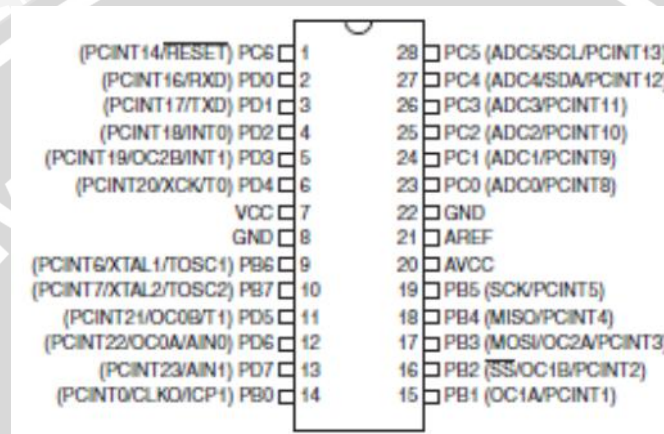 (PCINT14/RESET) PC6 1 28 PC5 (ADC5/SCL/PCINT13)
(PCINT16/RXD) PD0 2 27 PC4 (ADC4/SDA/PCINT12)
(PCINT17/TXD) PD1 3 26 PC3 (ADC3/PCINT11)
(PCINT18/INT0) PD2 4 25 PC2 (ADC2/PCINT10)
(PCINT19/OC2B/INT1) PD3 5 24 PC1 (ADC1/PCINT9)
(PCINT20/XCK/T0) PD4 6 23 PC0 (ADC0/PCINT8)
VCC 7 22 GND
GND 8 21 AREF
(PCINT6/XTAL1/TOSC1) PB6 9 20 AVCC
(PCINT7/XTAL2/TOSC2) PB7 10 19 PB5 (SCK/PCINT5)
(PCINT21/OC0B/T1) PD5 11 18 PB4 (MISO/PCINT4)
(PCINT22/OC0A/AIN0) PD6 12 17 PB3 (MOSI/OC2A/PCINT3)
(PCINT23/AIN1) PD7 13 16 PB2 (SS/OC1B/PCINT2)
(PCINT0/CLKO/ICP1) PB0 14 15 PB1 (OC1A/PCINT1)